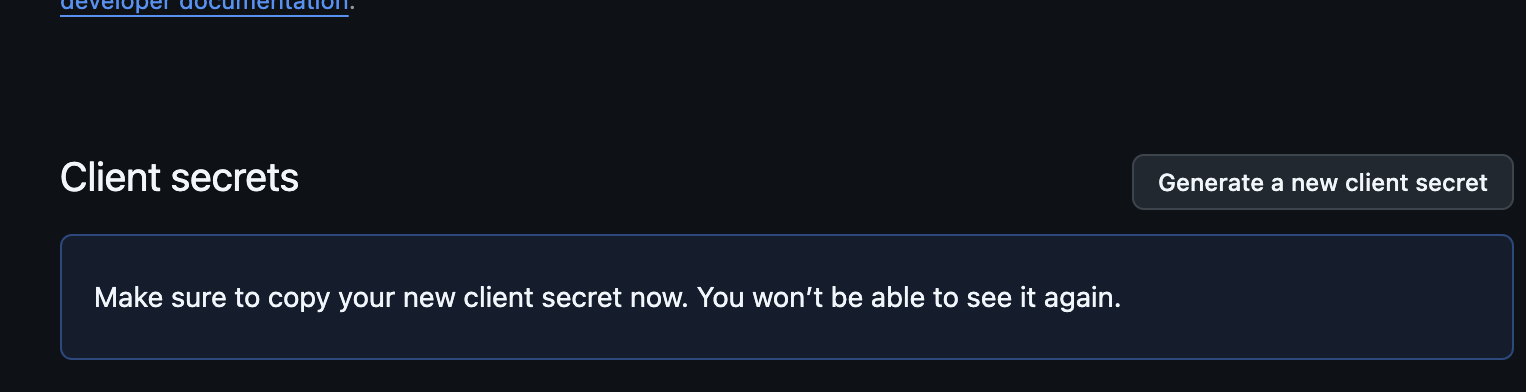 developer documentation.
Client secrets
Generate a new client secret
Make sure to copy your new client secret now. You won’t be able to see it again.